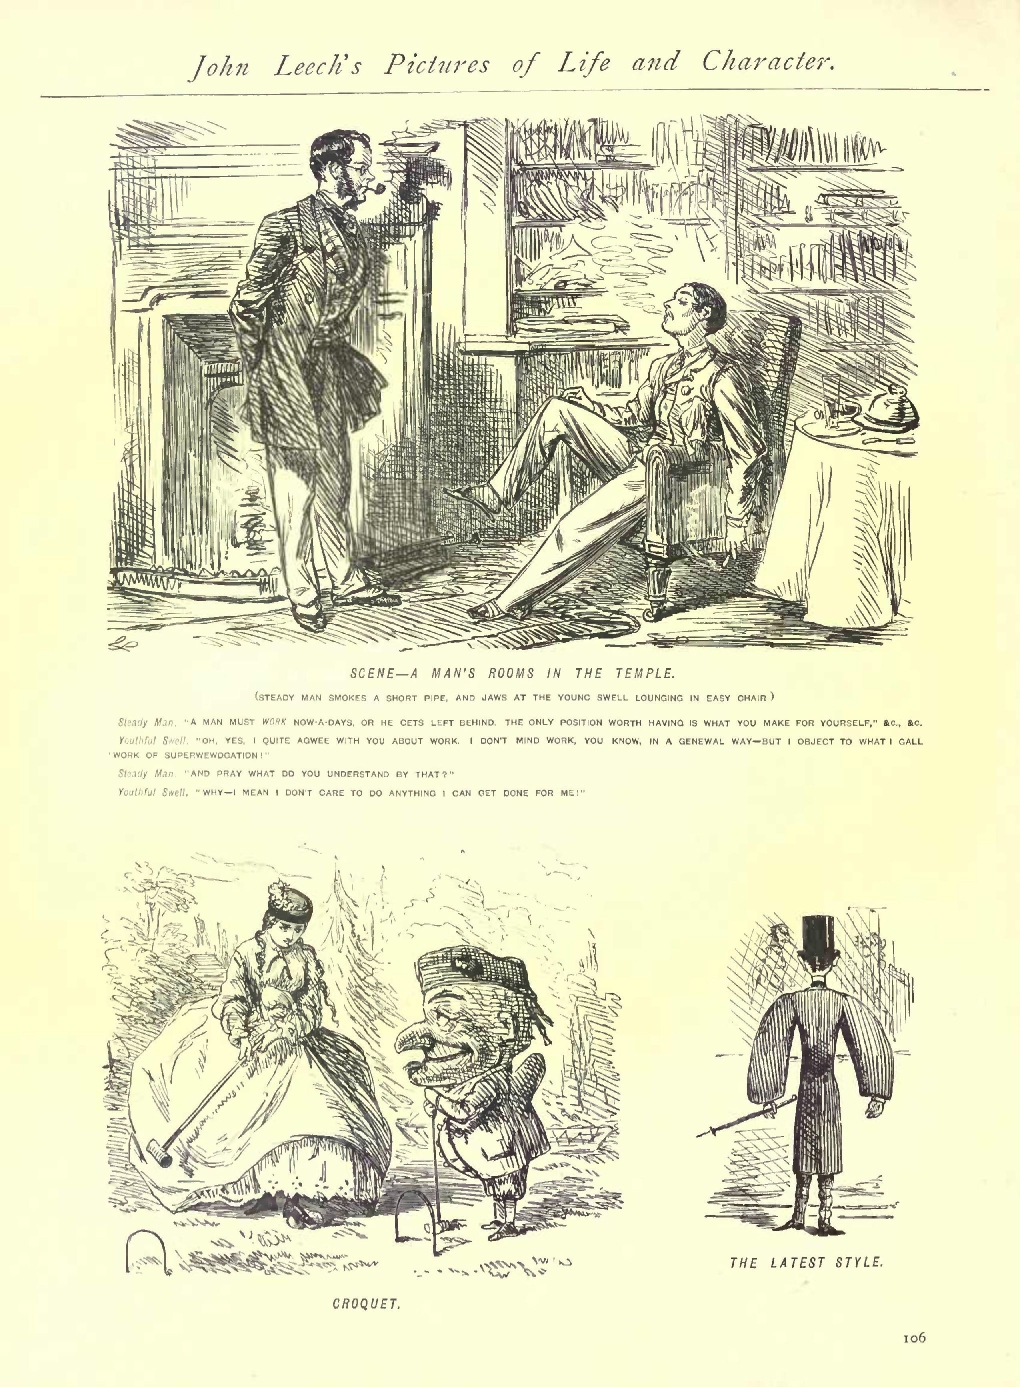 John Leech's Pictures of Life and Character.
SCENE—A MAN'S ROOMS IN THE TEMPLE.
(STEADY MAN SMOKES A SHORT PIPE, AND JAWS AT THE YOUNG SWELL LOUNGING IN EASY CHAIR)
Steady Man. "A MAN MUST WORK NOW-A-DAYS, OR HE GETS LEFT BEHIND. THE ONLY POSITION WORTH HAVING IS WHAT YOU MAKE FOR YOURSELF," &C., &C.
Youthful Swell. "OH, YES, I QUITE AGWEE WITH YOU ABOUT WORK. I DON'T MIND WORK, YOU KNOW, IN A GENEWAL WAY—BUT I OBJECT TO WHAT I CALL
'WORK OF SUPERWEWOGATION!'"
Steady Man. "AND PRAY WHAT DO YOU UNDERSTAND BY THAT?"
Youthful Swell. "WHY—I MEAN I DON'T CARE TO DO ANYTHING I CAN GET DONE FOR ME!"
CROQUET.
THE LATEST STYLE.
106